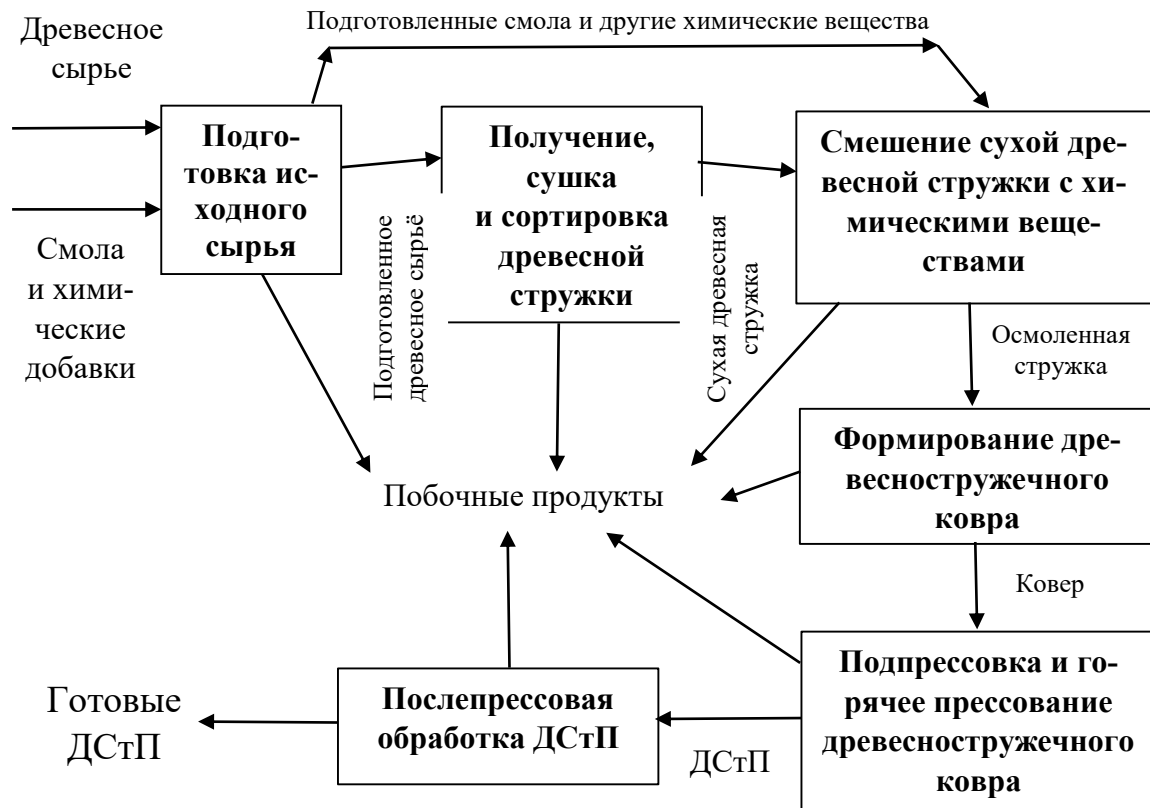 Древесное
сырье
Подготовленные смола и другие химические вещества
Подго-
товка ис-
ходного
сырья
Получение,
сушка
и сортировка
древесной
стружки
Смешение сухой дре-
весной стружки с хи-
мическими веще-
ствами
Смола
и хими-
ческие
добавки
Подготовленное
древесное сырьё
Сухая древесная
стружка
Осмоленная
стружка
Формирование дре-
весностружечного
ковра
Побочные продукты
Ковер
Подпрессовка и го-
рячее прессование
древесностружечного
ковра
ДСтП
Послепрессовая
обработка ДСтП
Готовые
ДСтП